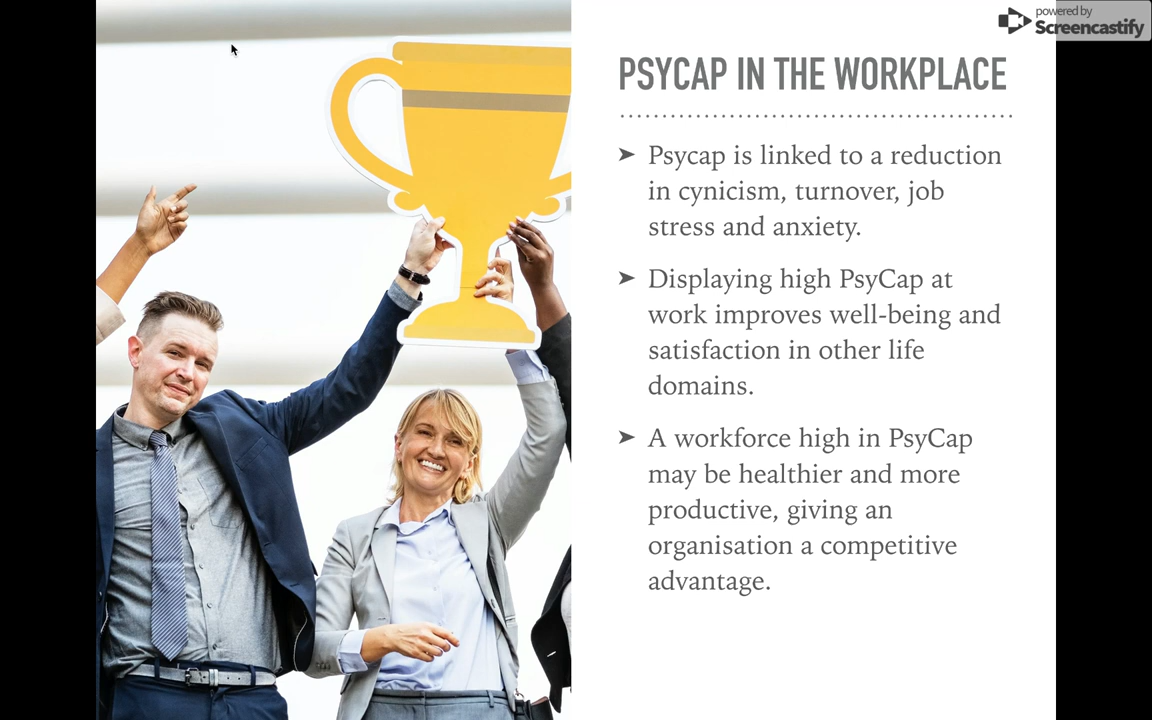 powered by
Screencastify
PSYCAP IN THE WORKPLACE
➤ Psycap is linked to a reduction
in cynicism, turnover, job
stress and anxiety.
➤ Displaying high PsyCap at
work improves well-being and
satisfaction in other life
domains.
➤ A workforce high in PsyCap
may be healthier and more
productive, giving an
organisation a competitive
advantage.